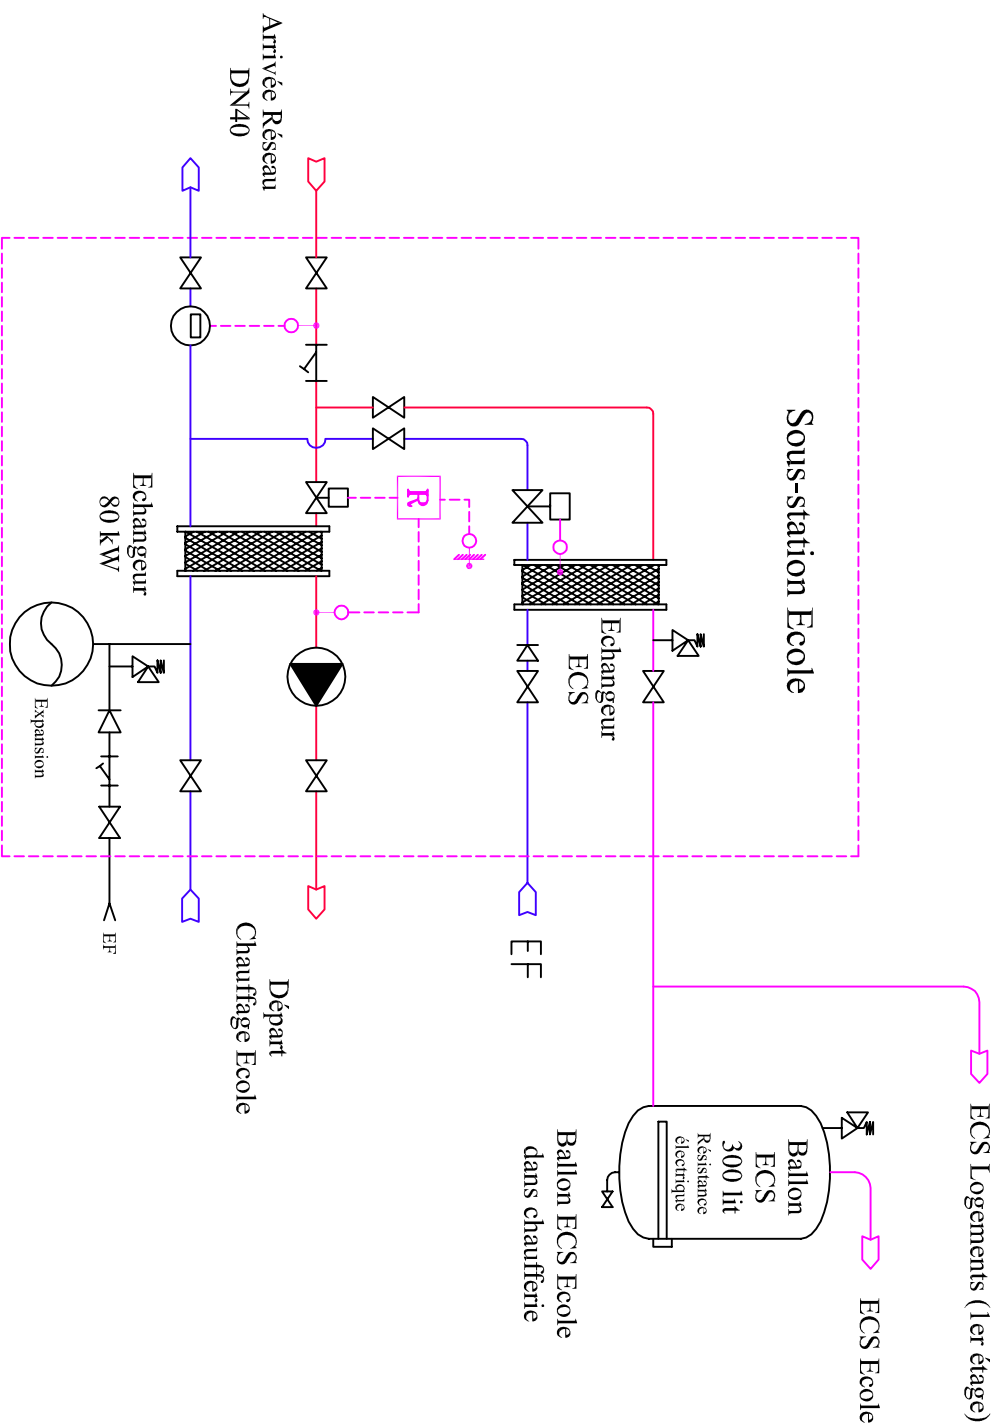 Sous-station Ecole
Arrivée Réseau
DN40
R
Echangeur
80 kW
Echangeur
ECS
Expansion
EF
EF
Départ
Chauffage Ecole
Ballon
ECS
300 lit
Résistance
électrique
Ballon ECS Ecole
dans chaufferie
ECS Logements (1er étage)
ECS Ecole